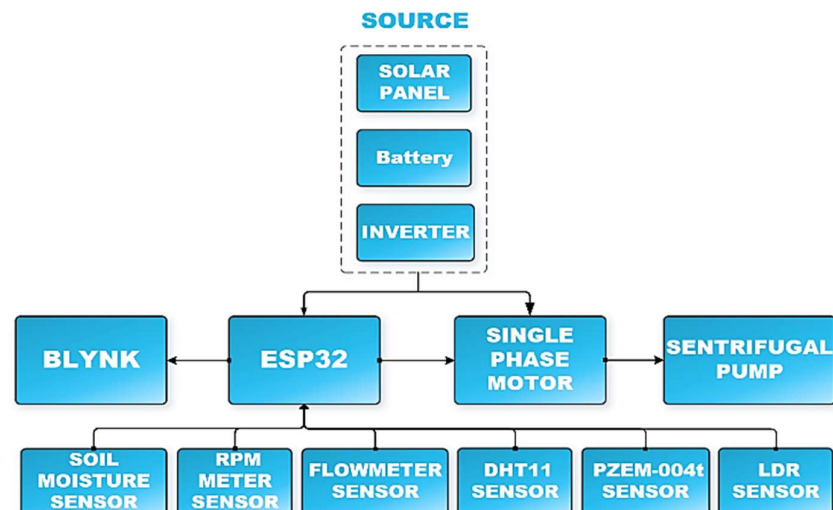 SOURCE
SOLAR
PANEL
Battery
INVERTER
BLYNK
ESP32
SINGLE
PHASE
MOTOR
SENTRIFUGAL
PUMP
SOIL
MOISTURE
SENSOR
RPM
METER
SENSOR
FLOWMETER
SENSOR
DHT11
SENSOR
PZEM-004t
SENSOR
LDR
SENSOR